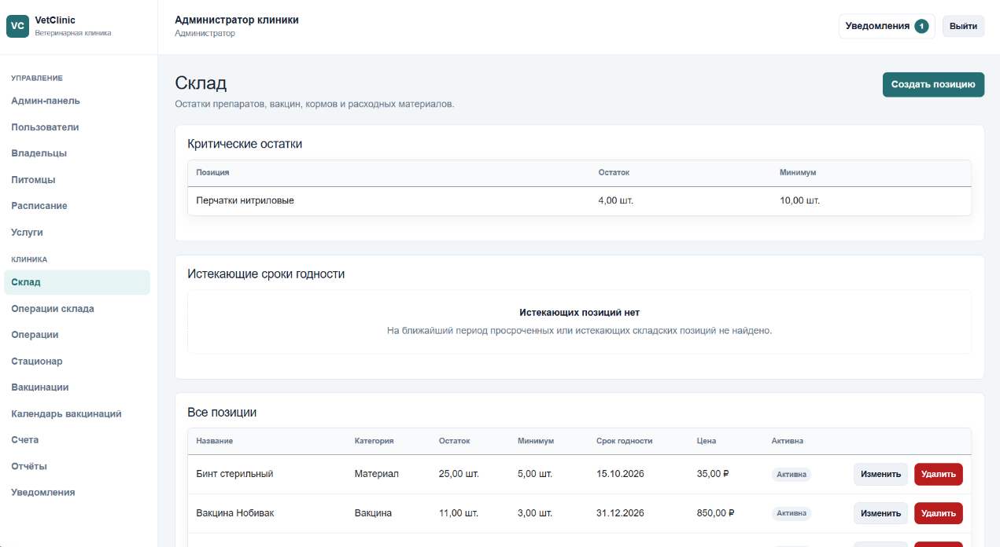 VC
VetClinic
Ветеринарная клиника
Администратор клиники
Администратор
Уведомления 1
Выйти
УПРАВЛЕНИЕ
Админ-панель
Пользователи
Владельцы
Питомцы
Расписание
Услуги
КЛИНИКА
Склад
Операции склада
Операции
Стационар
Вакцинации
Календарь вакцинаций
Счета
Отчёты
Уведомления
Склад
Остатки препаратов, вакцин, кормов и расходных материалов.
Создать позицию
Критические остатки
Позиция Остаток Минимум
Перчатки нитриловые 4,00 шт. 10,00 шт.
Истекающие сроки годности
Истекающих позиций нет
На ближайший период просроченных или истекающих складских позиций не найдено.
Все позиции
Название Категория Остаток Минимум Срок годности Цена Активна
Бинт стерильный Материал 25,00 шт. 5,00 шт. 15.10.2026 35,00 ₽ Активна Изменить Удалить
Вакцина Нобивак Вакцина 11,00 шт. 3,00 шт. 31.12.2026 850,00 ₽ Активна Изменить Удалить